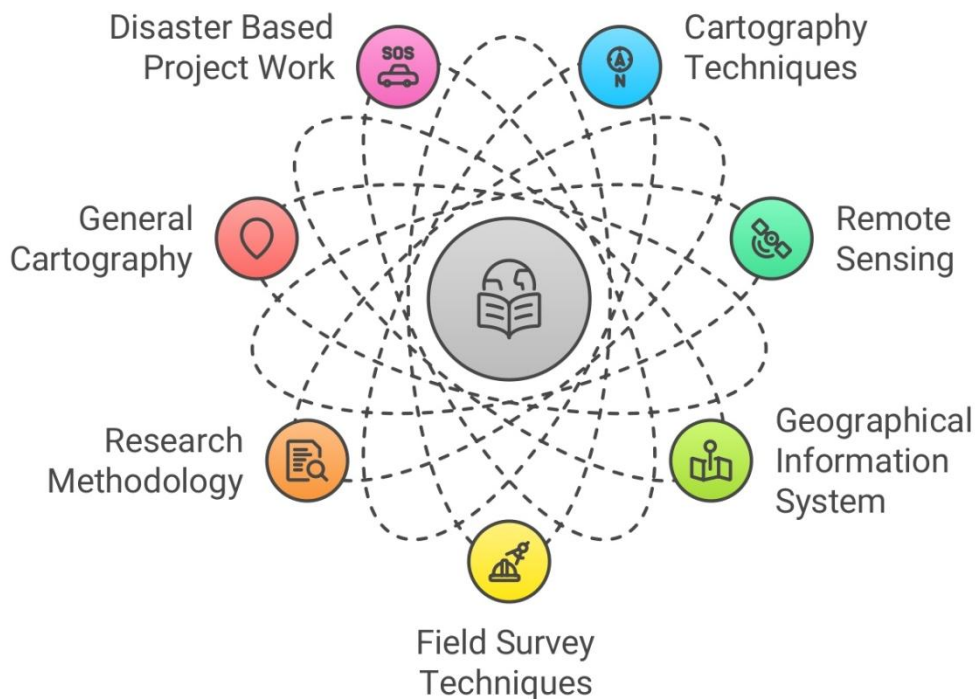 Disaster Based
Project Work
SOS
Cartography
Techniques
A
N
General
Cartography
Remote
Sensing
Research
Methodology
Geographical
Information
System
Field Survey
Techniques